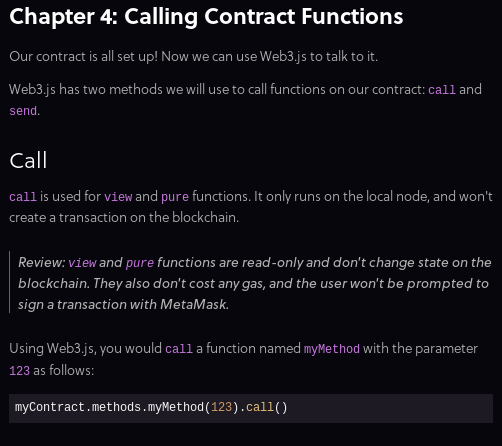 Chapter 4: Calling Contract Functions
Our contract is all set up! Now we can use Web3.js to talk to it.
Web3.js has two methods we will use to call functions on our contract: call and
send.
Call
call is used for view and pure functions. It only runs on the local node, and won't
create a transaction on the blockchain.
Review: view and pure functions are read-only and don't change state on the
blockchain. They also don't cost any gas, and the user won't be prompted to
sign a transaction with MetaMask.
Using Web3.js, you would call a function named myMethod with the parameter
123 as follows:
myContract.methods.myMethod(123).call()